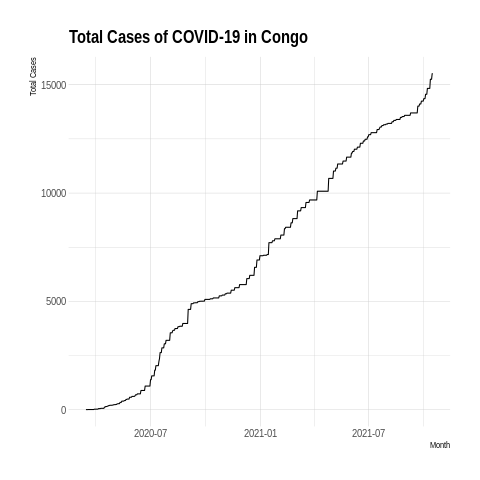 Total Cases of COVID-19 in Congo
Total Cases
15000
10000
5000
0
2020-07
2021-01
2021-07
Month